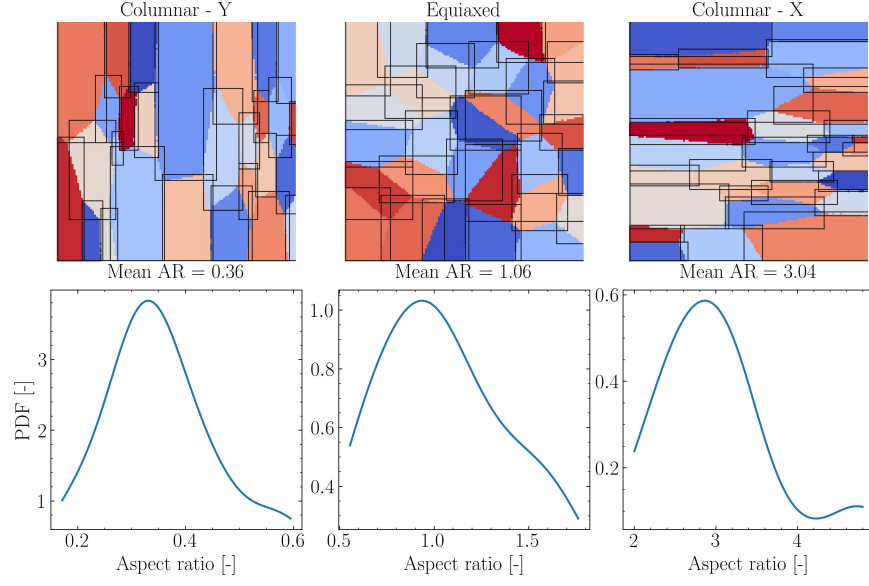 Columnar - Y
Equiaxed
Columnar - X
Mean AR = 0.36
Mean AR = 1.06
Mean AR = 3.04
PDF [-]
3
2
1
0.2
0.4
0.6
Aspect ratio [-]
1.0
0.8
0.6
0.4
0.5
1.0
1.5
Aspect ratio [-]
0.6
0.4
0.2
2
3
4
Aspect ratio [-]